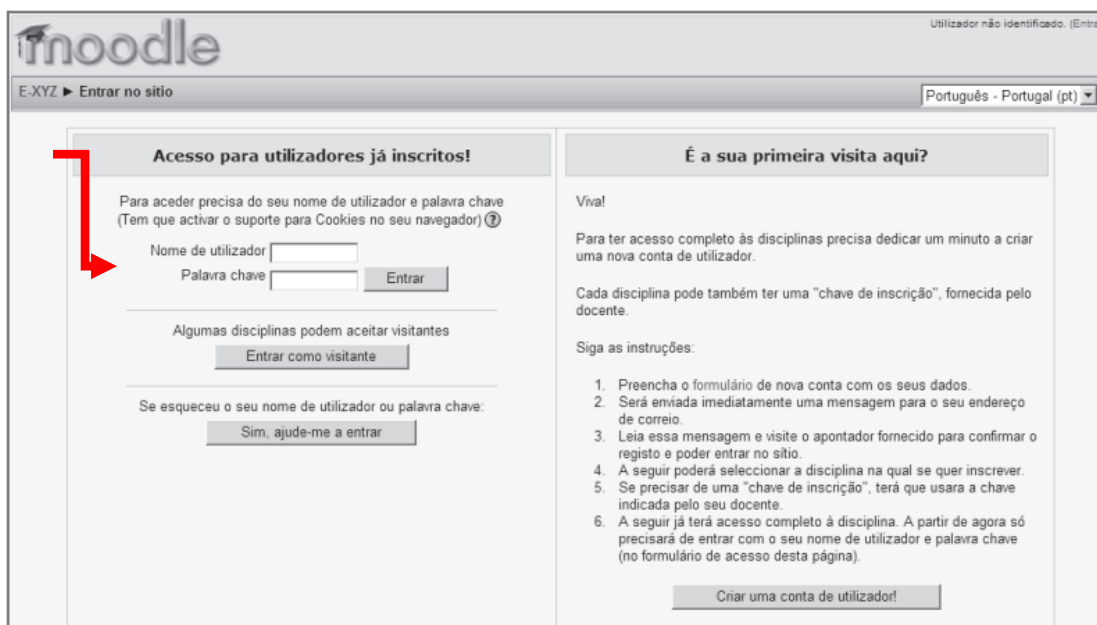 moodle
Utilizador não identificado. (Entra
E-XYZ ► Entrar no sítio
Português - Portugal (pt)
Acesso para utilizadores já inscritos!
Para aceder precisa do seu nome de utilizador e palavra chave
(Tem que activar o suporte para Cookies no seu navegador) ?
Nome de utilizador
Palavra chave
Entrar
Algumas disciplinas podem aceitar visitantes
Entrar como visitante
Se esqueceu o seu nome de utilizador ou palavra chave:
Sim, ajude-me a entrar
É a sua primeira visita aqui?
Viva!
Para ter acesso completo às disciplinas precisa dedicar um minuto a criar
uma nova conta de utilizador.
Cada disciplina pode também ter uma "chave de inscrição", fornecida pelo
docente.
Siga as instruções:
1. Preencha o formulário de nova conta com os seus dados.
2. Será enviada imediatamente uma mensagem para o seu endereço
de correio.
3. Leia essa mensagem e visite o apontador fornecido para confirmar o
registo e poder entrar no sítio.
4. A seguir poderá seleccionar a disciplina na qual se quer inscrever.
5. Se precisar de uma "chave de inscrição", terá que usara a chave
indicada pelo seu docente.
6. A seguir já terá acesso completo à disciplina. A partir de agora só
precisará de entrar com o seu nome de utilizador e palavra chave
(no formulário de acesso desta página).
Criar uma conta de utilizador!